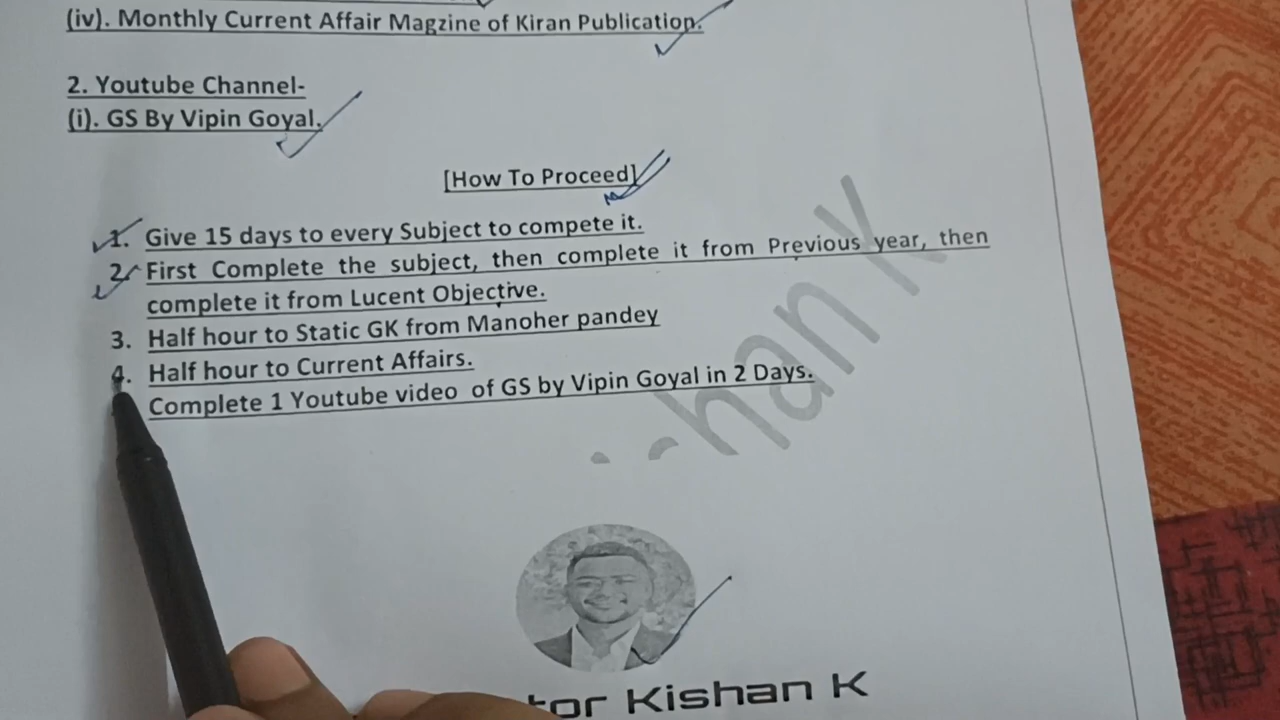 (iv). Monthly Current Affair Magzine of Kiran Publication.
2. Youtube Channel-
(i). GS By Vipin Goyal.
[How To Proceed]
1. Give 15 days to every Subject to compete it.
2. First Complete the subject, then complete it from Previous year, then
complete it from Lucent Objective.
3. Half hour to Static GK from Manoher pandey
4. Half hour to Current Affairs.
Complete 1 Youtube video of GS by Vipin Goyal in 2 Days.
Kishan K